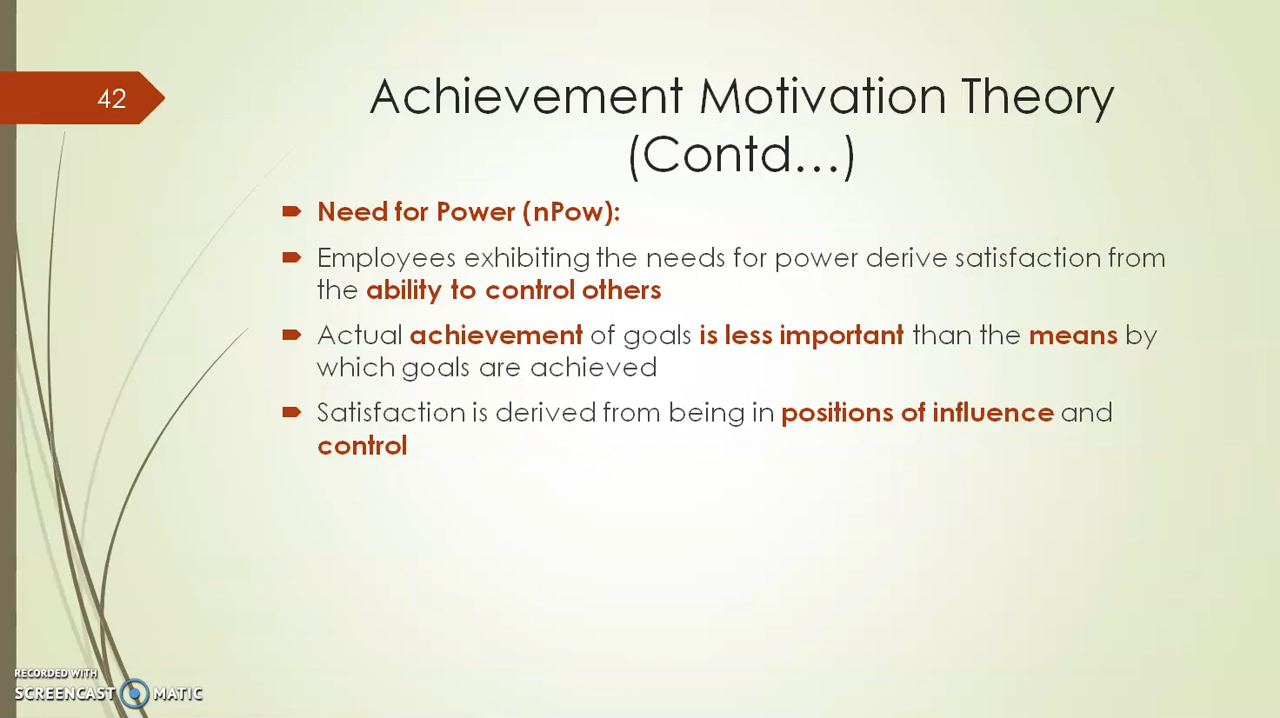 42
Achievement Motivation Theory
(Contd...)
Need for Power (nPow):
Employees exhibiting the needs for power derive satisfaction from
the ability to control others
Actual achievement of goals is less important than the means by
which goals are achieved
Satisfaction is derived from being in positions of influence and
control
RECORDED WITH
SCREENCAST MATIC